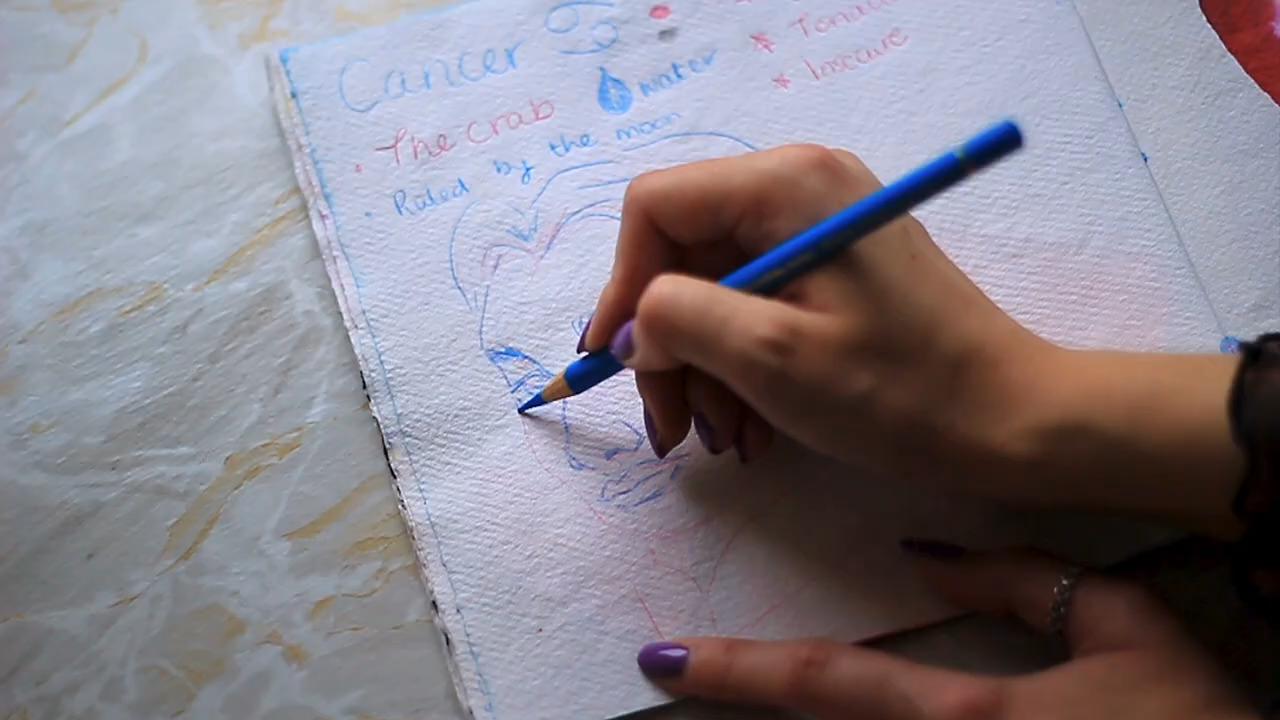 Cancer ♋
• The crab
water
• Ruled by the moon
* Insecure